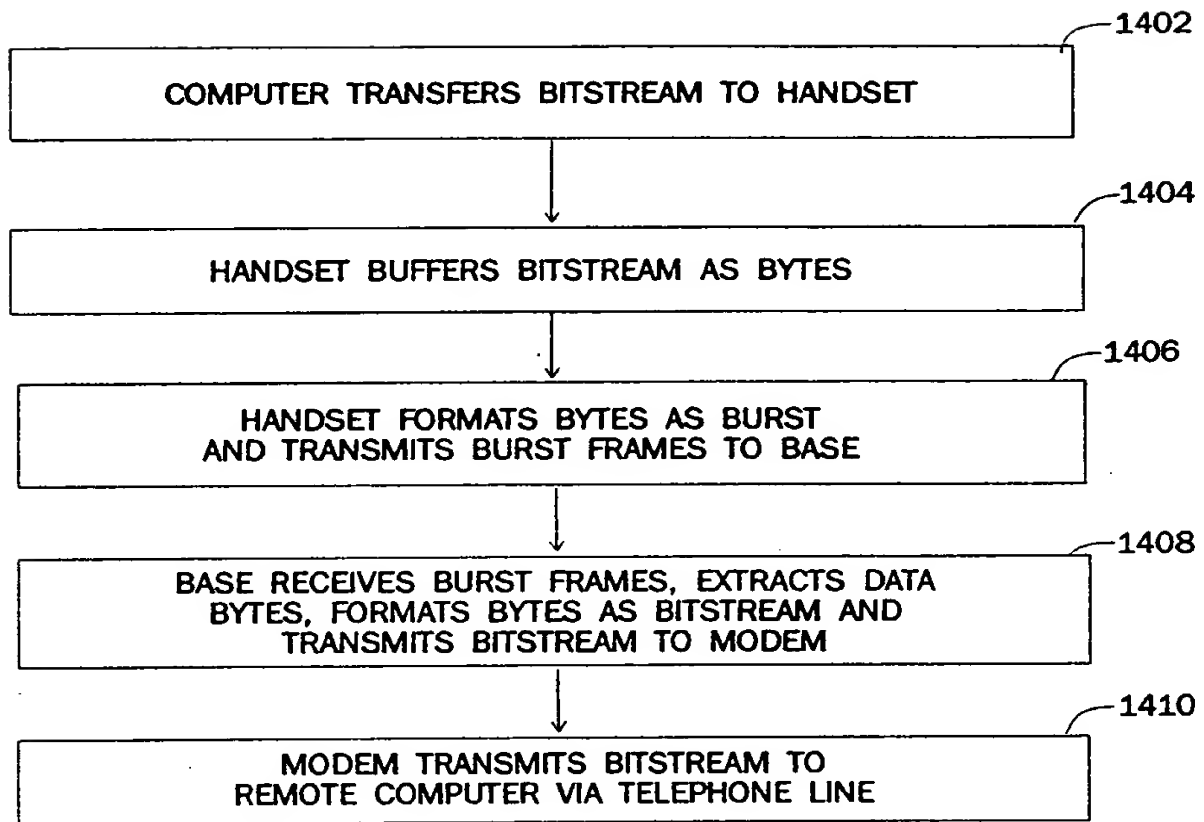 1402
COMPUTER TRANSFERS BITSTREAM TO HANDSET
1404
HANDSET BUFFERS BITSTREAM AS BYTES
1406
HANDSET FORMATS BYTES AS BURST
AND TRANSMITS BURST FRAMES TO BASE
1408
BASE RECEIVES BURST FRAMES, EXTRACTS DATA
BYTES, FORMATS BYTES AS BITSTREAM AND
TRANSMITS BITSTREAM TO MODEM
1410
MODEM TRANSMITS BITSTREAM TO
REMOTE COMPUTER VIA TELEPHONE LINE